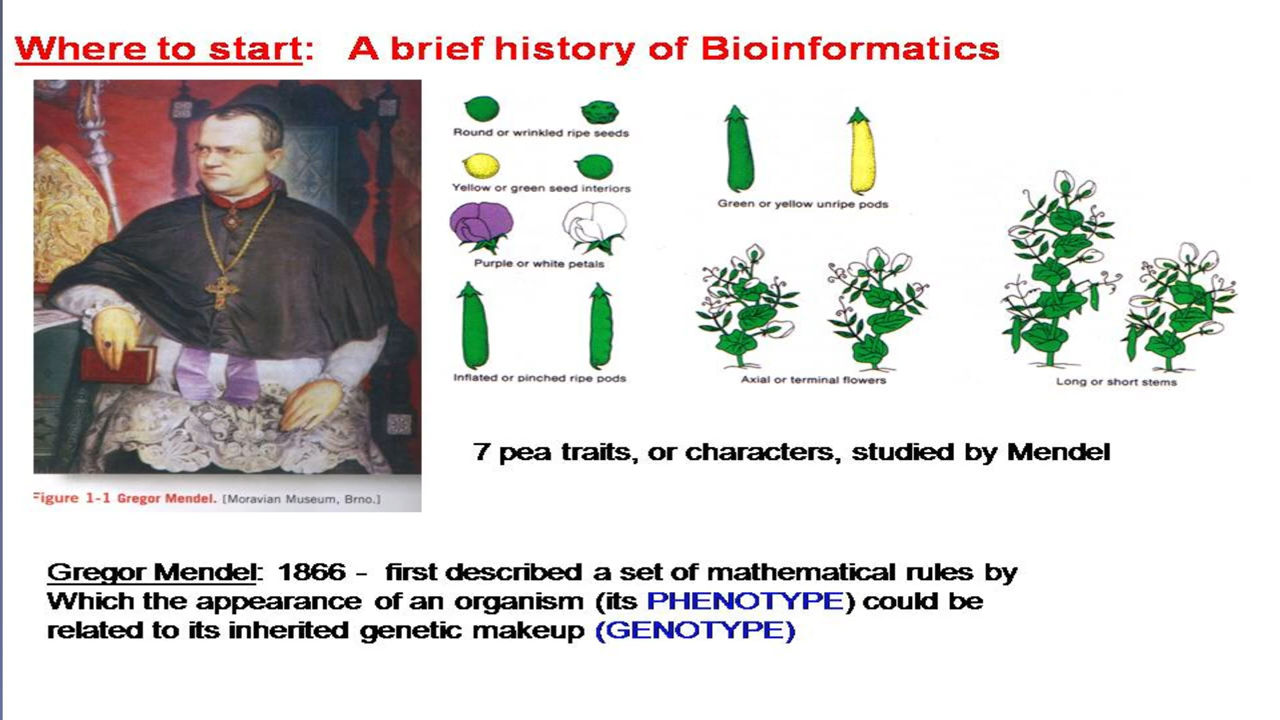 Where to start: A brief history of Bioinformatics
Round or wrinkled ripe seeds
Yellow or green seed interiors
Purple or white petals
Inflated or pinched ripe pods
Green or yellow unripe pods
Axial or terminal flowers
Long or short stems
7 pea traits, or characters, studied by Mendel
Figure 1-1 Gregor Mendel. [Moravian Museum, Brno.]
Gregor Mendel: 1866 - first described a set of mathematical rules by
Which the appearance of an organism (its PHENOTYPE) could be
related to its inherited genetic makeup (GENOTYPE)